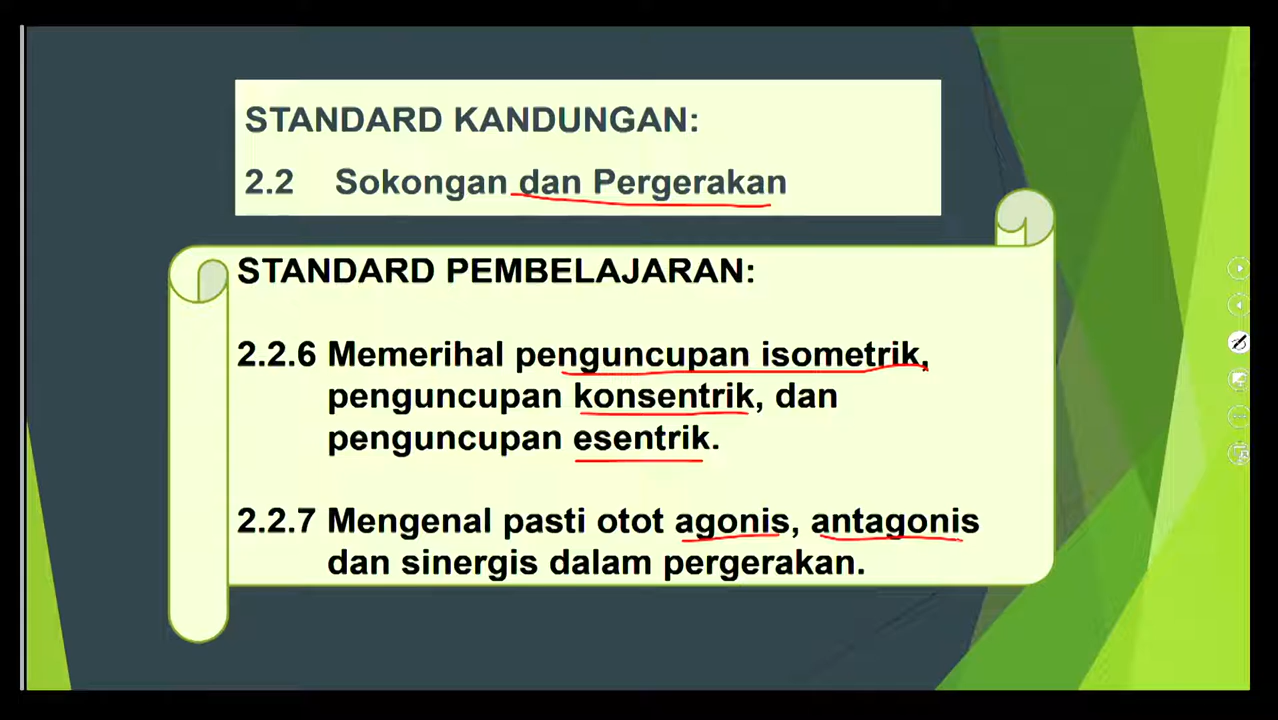 STANDARD KANDUNGAN:
2.2 Sokongan dan Pergerakan
STANDARD PEMBELAJARAN:
2.2.6 Memerihal penguncupan isometrik,
penguncupan konsentrik, dan
penguncupan esentrik.
2.2.7 Mengenal pasti otot agonis, antagonis
dan sinergis dalam pergerakan.